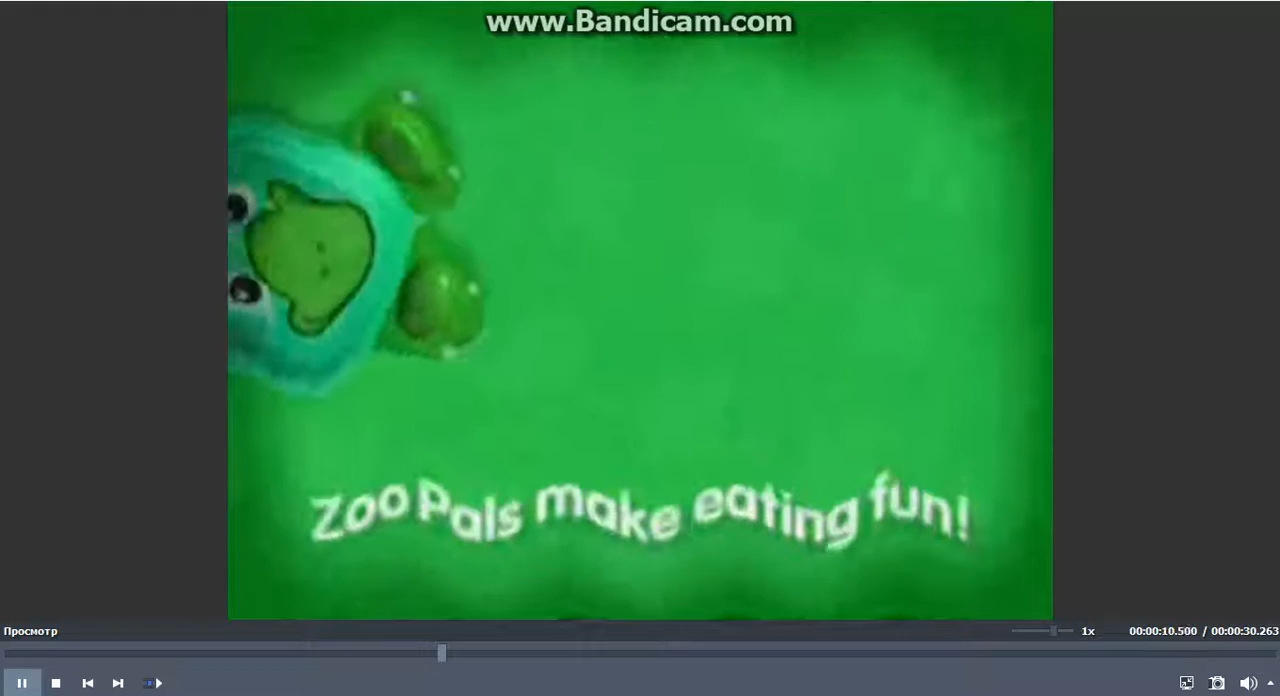 www.Bandicam.com
Zoo Pals make eating fun!
Просмотр
1x
00:00:10.500 / 00:00:30.263